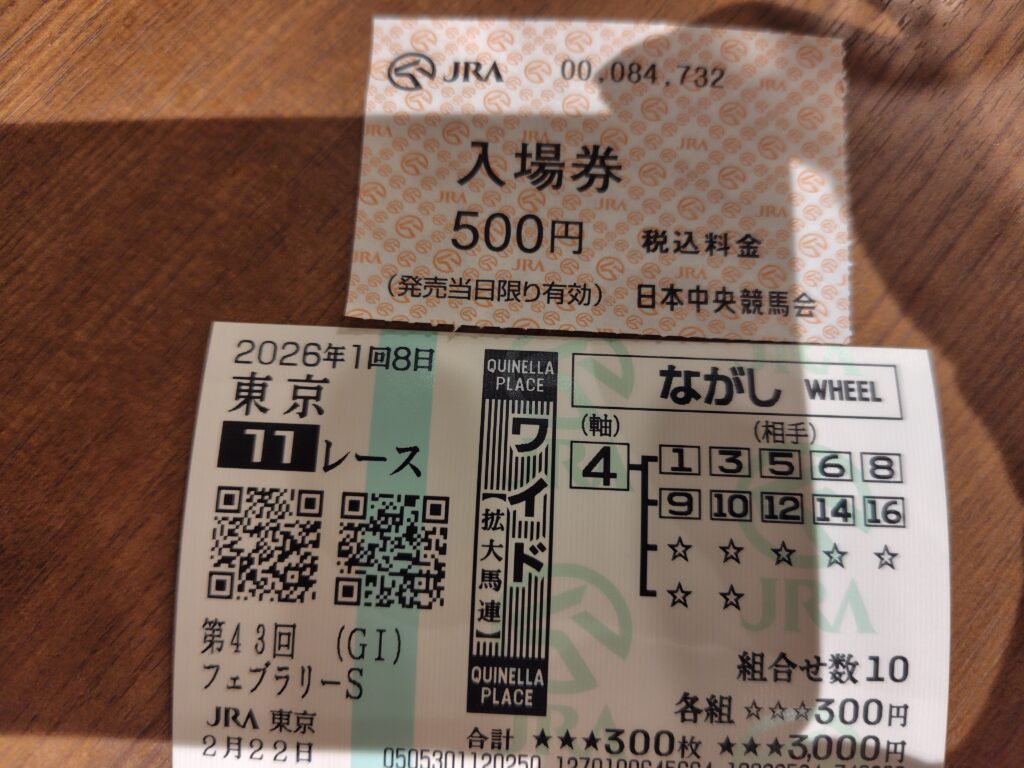 JRA 00.084.732
入場券
500円 税込料金
(発売当日限り有効) 日本中央競馬会
2026年1回8日
東京
11レース
第43回 (GI)
フェブラリーS
JRA 東京
2月22日
QUINELLA
PLACE
ワイド
【拡大馬連】
QUINELLA
PLACE
ながし WHEEL
(軸) (相手)
4 1 3 5 6 8
9 10 12 14 16
☆ ☆ ☆ ☆ ☆
☆ ☆
組合せ数10
各組 ☆☆☆300円
合計 ★★★300枚 ★★★3,000円
0505301120250